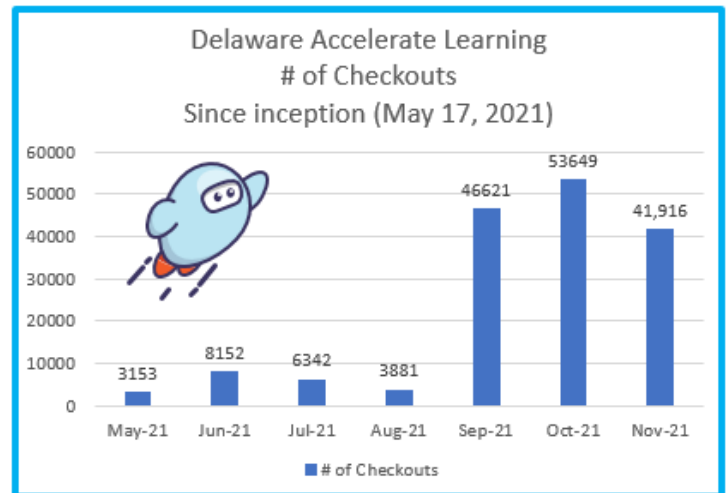 Delaware Accelerate Learning
# of Checkouts
Since inception (May 17, 2021)
60000
50000
40000
30000
20000
10000
0
3153
8152
6342
3881
46621
53649
41,916
May-21 Jun-21 Jul-21 Aug-21 Sep-21 Oct-21 Nov-21
# of Checkouts